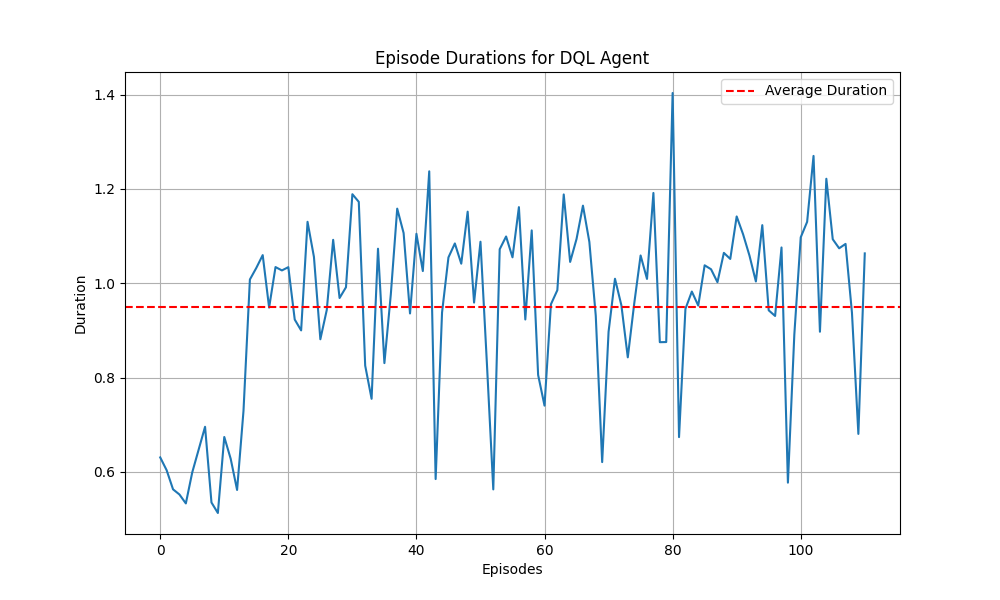 Episode Durations for DQL Agent
Average Duration
1.4
1.2
1.0
0.8
0.6
Duration
0 20 40 60 80 100
Episodes